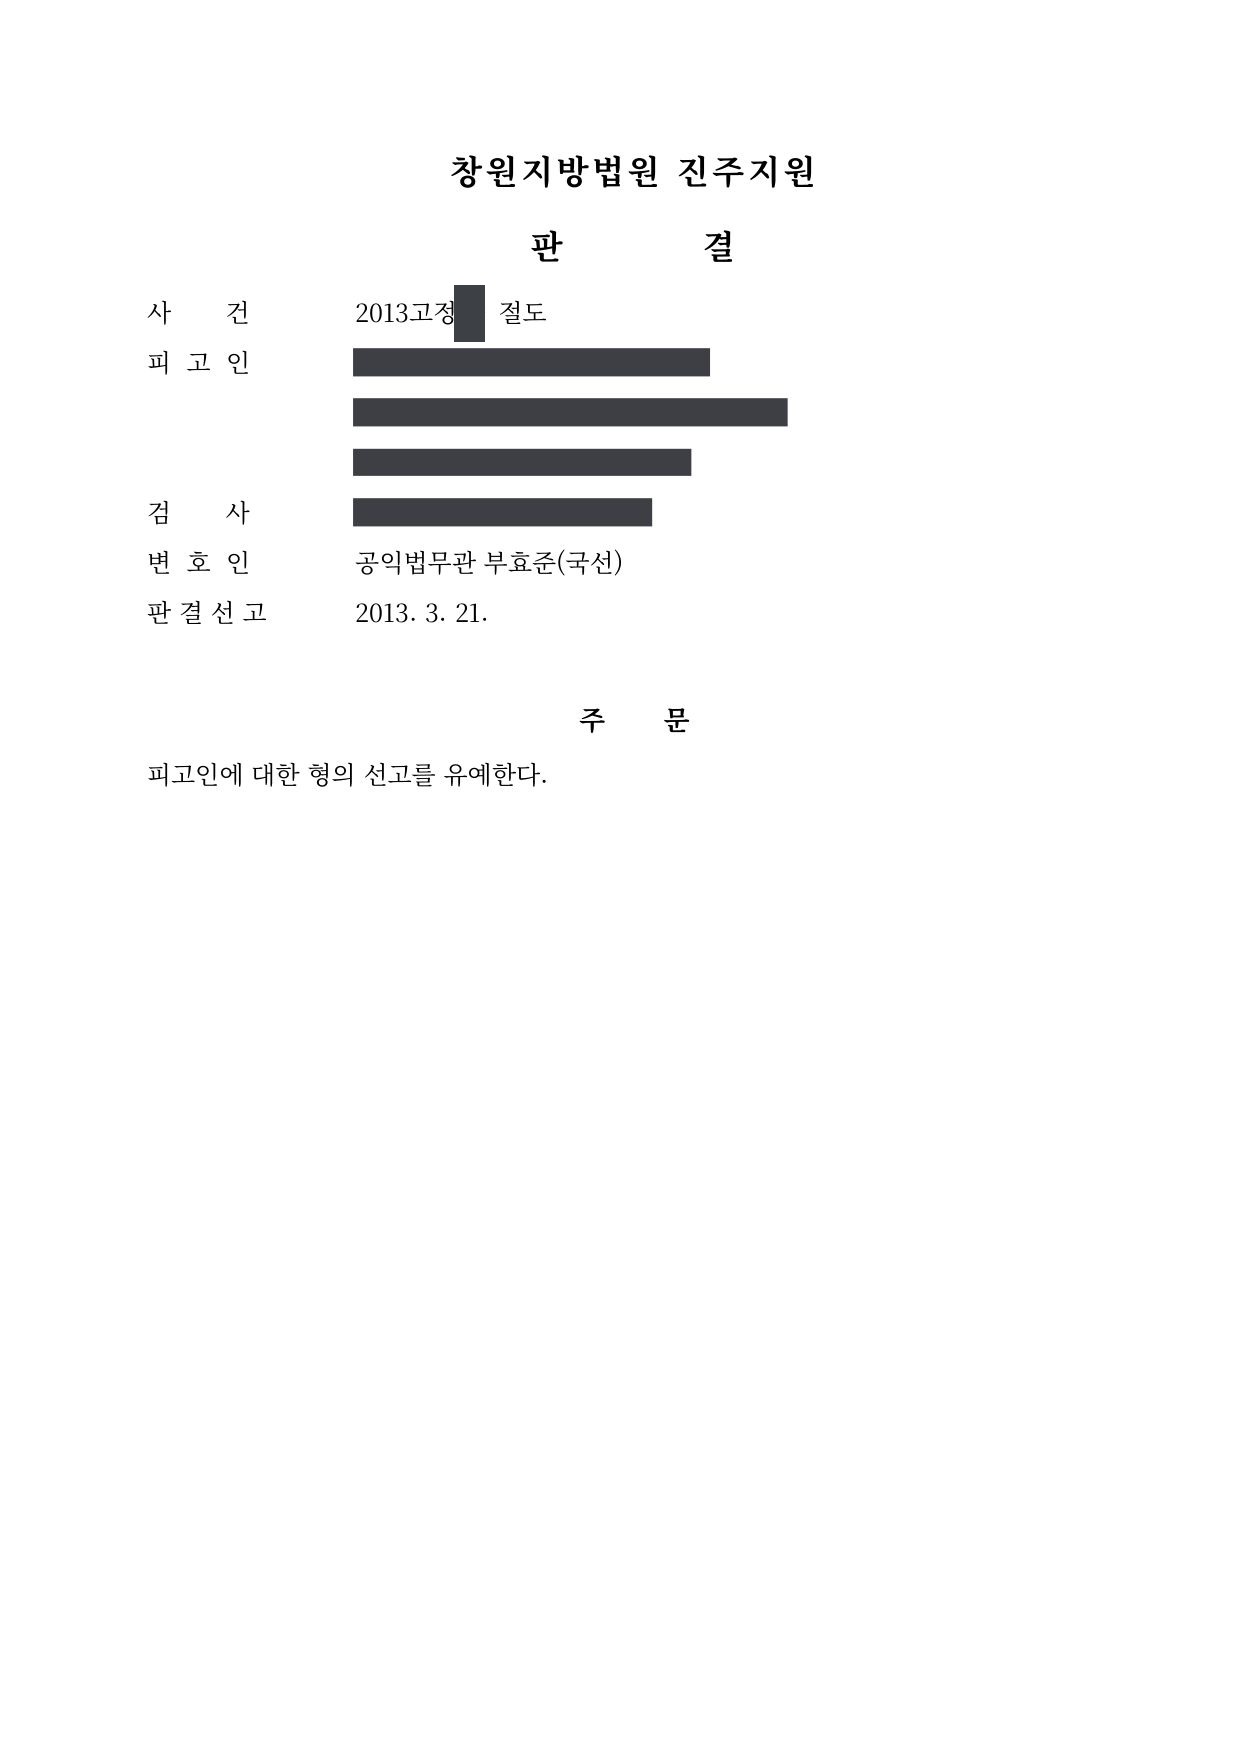 창원지방법원 진주지원
판 결
사 건 2013고정 절도
피 고 인
검 사
변 호 인 공익법무관 부효준(국선)
판 결 선 고 2013. 3. 21.
주 문
피고인에 대한 형의 선고를 유예한다.